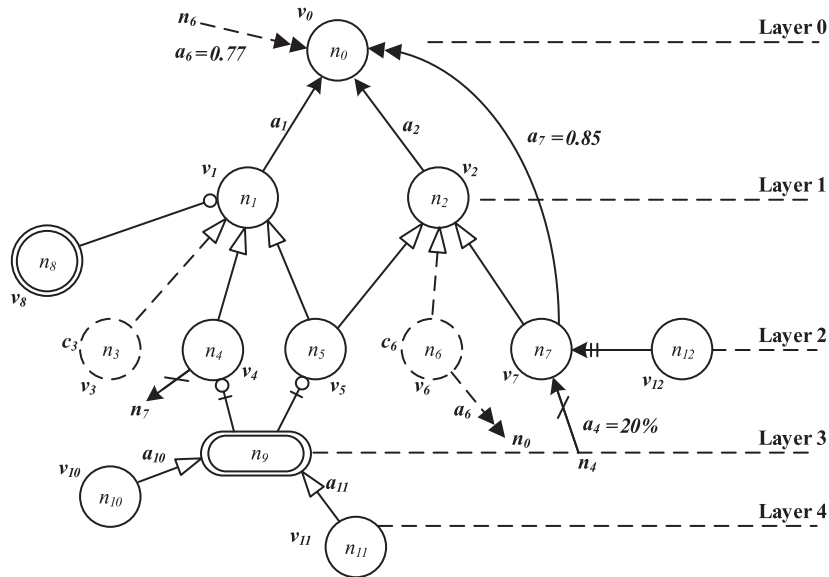 n6
v0
Layer 0
a6=0.77
n0
a1
a2
a7=0.85
v1
v2
Layer 1
n1
n2
n8
v8
c3
n3
v3
n4
v4
n5
v5
c6
n6
v6
n7
v7
n12
v12
Layer 2
n7
a6
n0
a4=20%
n4
Layer 3
v10
a10
n9
a11
n10
Layer 4
v11
n11